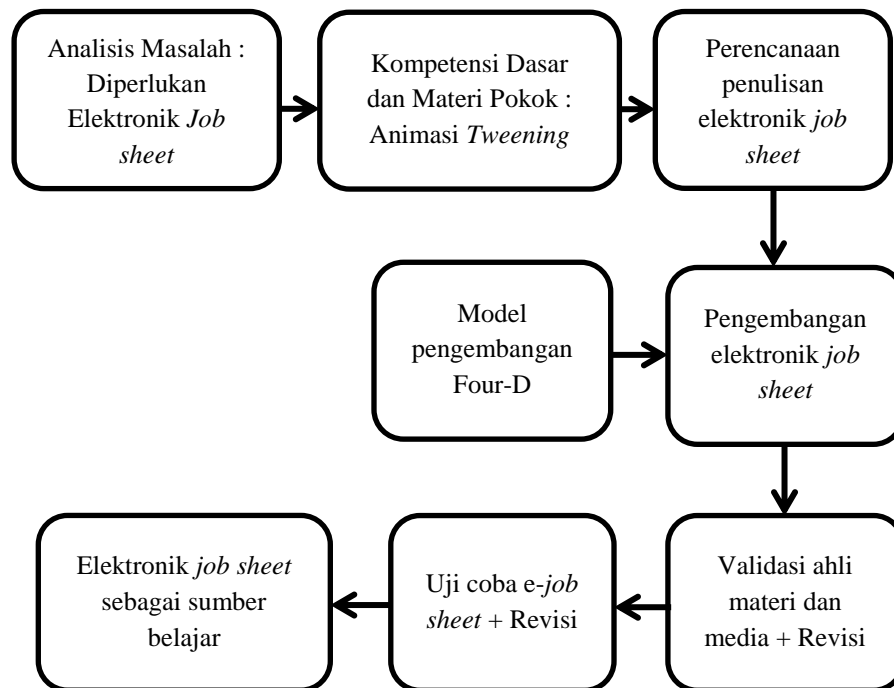 Analisis Masalah :
Diperlukan
Elektronik Job
sheet
Kompetensi Dasar
dan Materi Pokok :
Animasi Tweening
Perencanaan
penulisan
elektronik job
sheet
Model
pengembangan
Four-D
Pengembangan
elektronik job
sheet
Validasi ahli
materi dan
media + Revisi
Uji coba e-job
sheet + Revisi
Elektronik job sheet
sebagai sumber
belajar